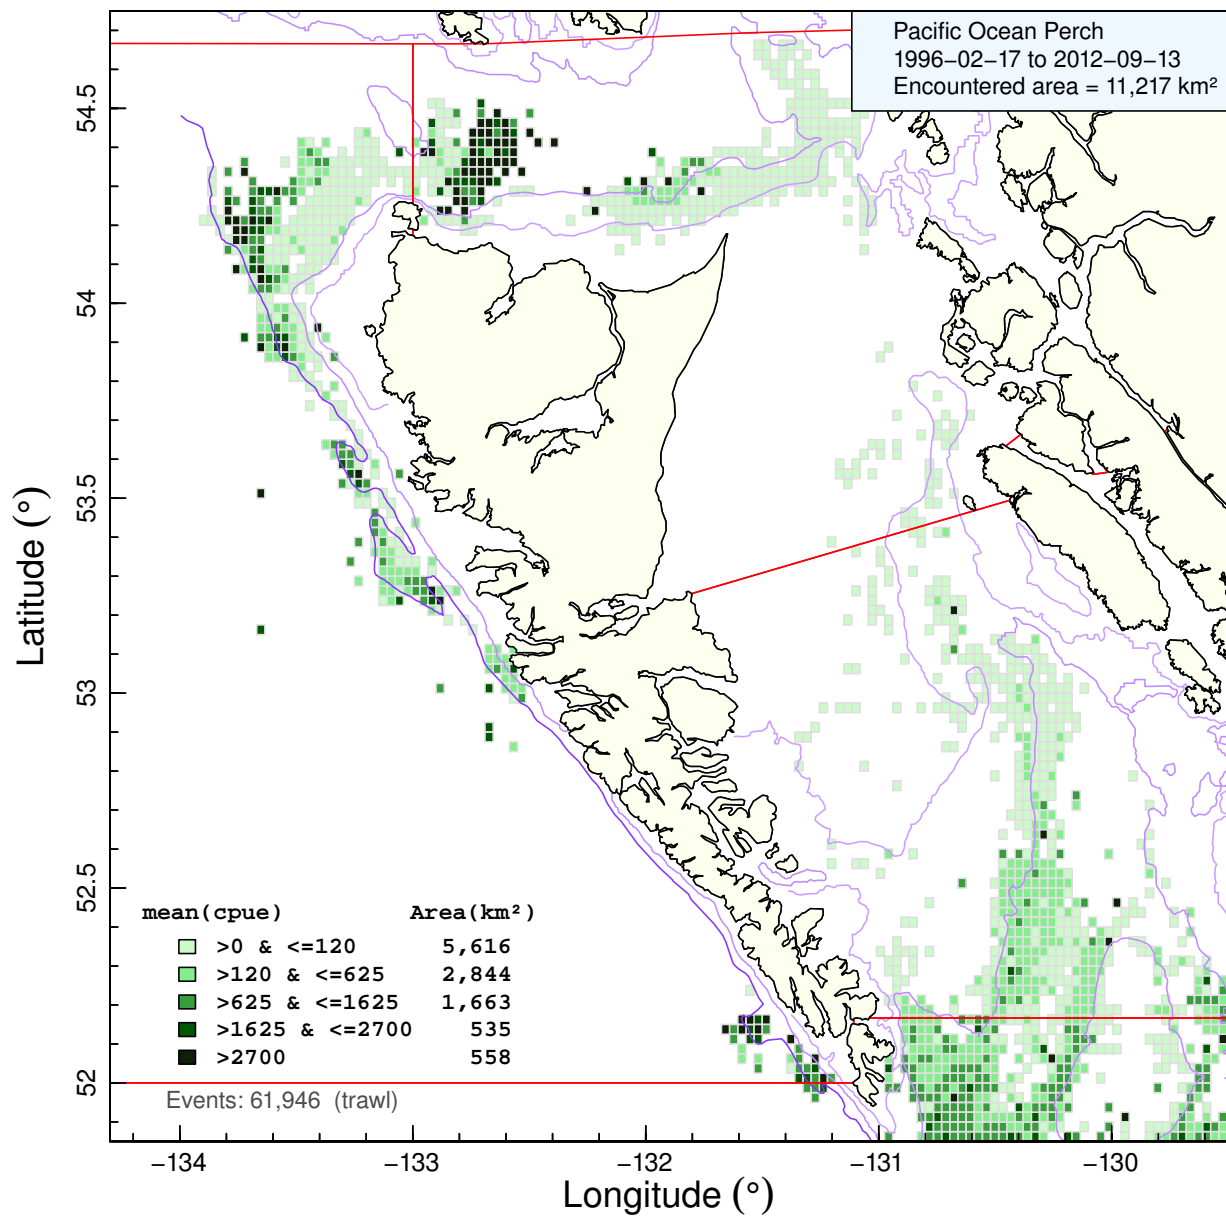 Pacific Ocean Perch
1996−02−17 to 2012−09−13
Encountered area = 11,217 km²
54.5
54
53.5
53
52.5
52
Latitude (°)
mean(cpue) Area(km²)
>0 & <=120 5,616
>120 & <=625 2,844
>625 & <=1625 1,663
>1625 & <=2700 535
>2700 558
Events: 61,946 (trawl)
−134 −133 −132 −131 −130
Longitude (°)